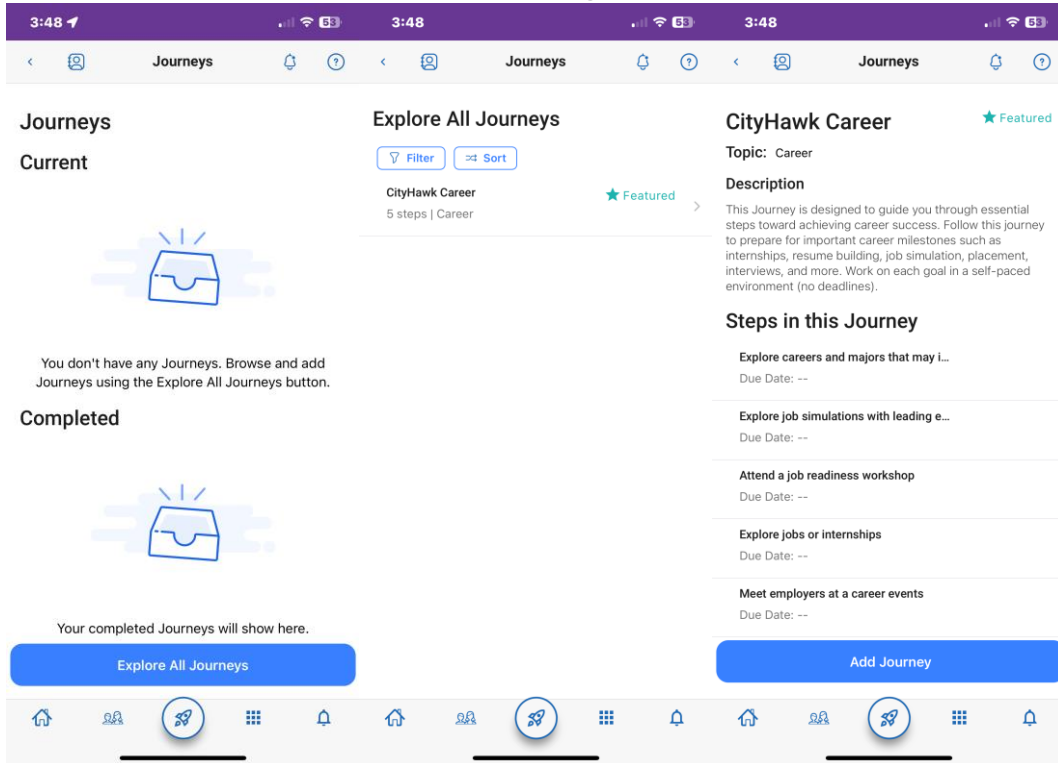 3:48
53
Journeys
Journeys
Current
You don't have any Journeys. Browse and add
Journeys using the Explore All Journeys button.
Completed
Your completed Journeys will show here.
Explore All Journeys
3:48
53
Journeys
Explore All Journeys
Filter
Sort
CityHawk Career
Featured
5 steps | Career
3:48
53
Journeys
CityHawk Career
Featured
Topic: Career
Description
This Journey is designed to guide you through essential
steps toward achieving career success. Follow this journey
to prepare for important career milestones such as
internships, resume building, job simulation, placement,
interviews, and more. Work on each goal in a self-paced
environment (no deadlines).
Steps in this Journey
Explore careers and majors that may i...
Due Date: --
Explore job simulations with leading e...
Due Date: --
Attend a job readiness workshop
Due Date: --
Explore jobs or internships
Due Date: --
Meet employers at a career events
Due Date: --
Add Journey